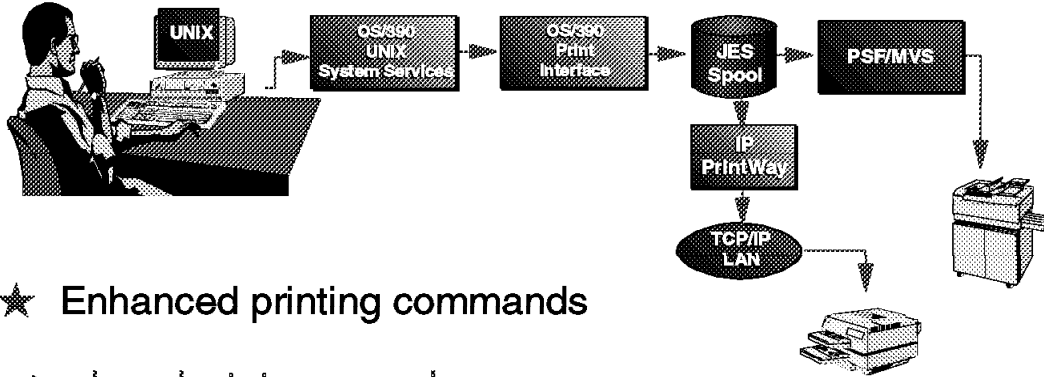 UNIX
OS/390
UNIX
System Services
OS/390
Print
Interface
JES
Spool
PSF/MVS
IP
PrintWay
TCP/IP
LAN
Enhanced printing commands